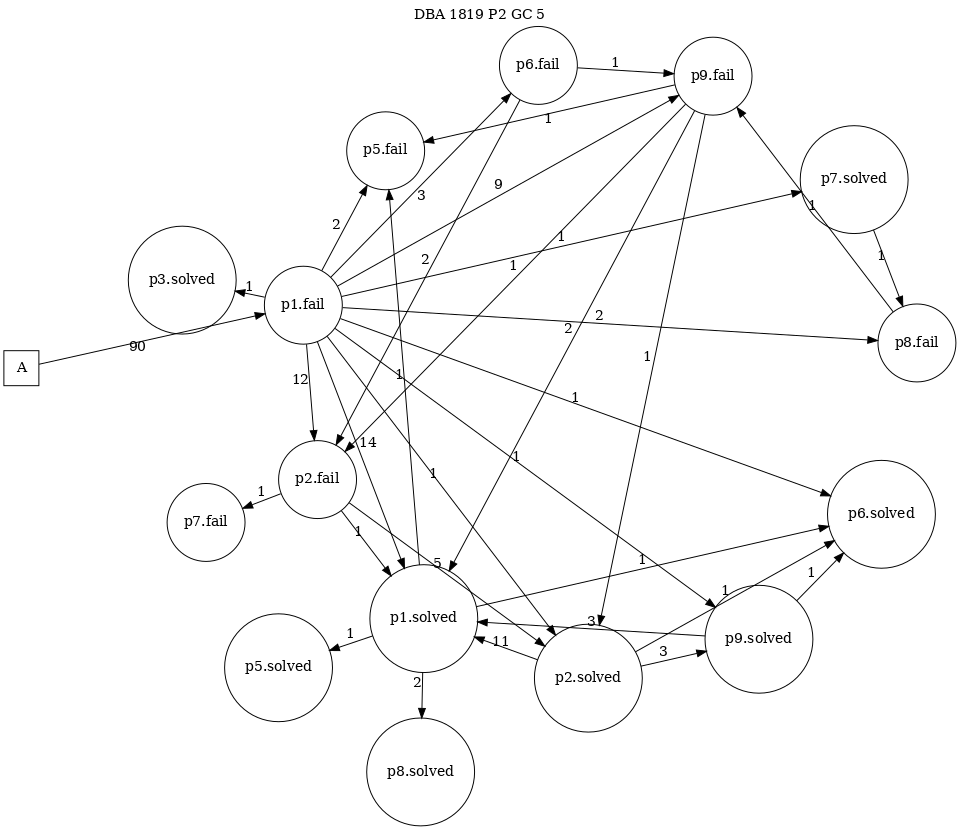 DBA 1819 P2 GC 5
p6.fail
1
p9.fail
p5.fail
1
p7.solved
3
9
2
1
1
p3.solved
1
p1.fail
2
1
1
90
2
2
1
p8.fail
A
12
1
1
14
1
1
p2.fail
p7.fail
1
1
p6.solved
5
1
1
1
p1.solved
3
p9.solved
p5.solved
1
11
3
p2.solved
2
p8.solved